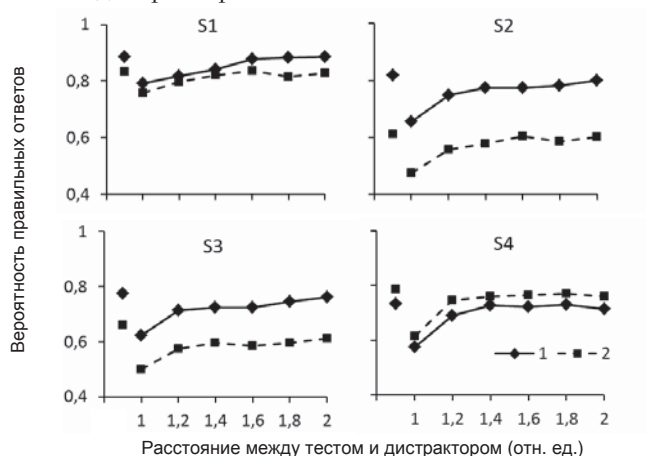 1
S1
S2
0,8
0,6
0,4
Вероятность правильных ответов
1
S3
S4
0,8
0,6
0,4
1 2
1 1,2 1,4 1,6 1,8 2
1 1,2 1,4 1,6 1,8 2
Расстояние между тестом и дистрактором (отн. ед.)